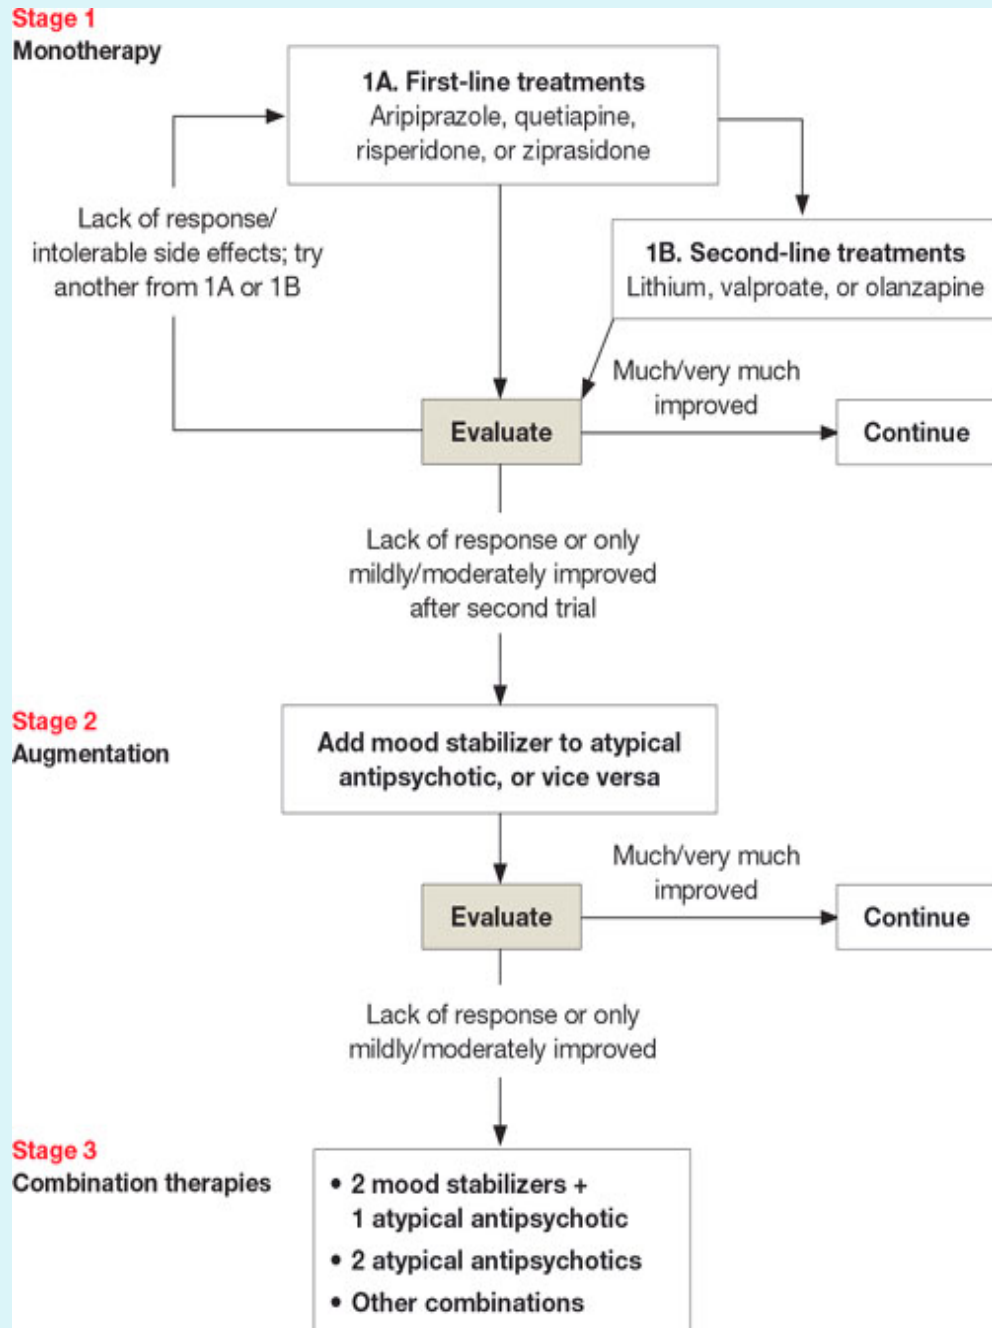 Stage 1
Monotherapy
1A. First-line treatments
Aripiprazole, quetiapine,
risperidone, or ziprasidone
Lack of response/
intolerable side effects; try
another from 1A or 1B
1B. Second-line treatments
Lithium, valproate, or olanzapine
Much/very much
improved
Evaluate
Continue
Lack of response or only
mildly/moderately improved
after second trial
Stage 2
Augmentation
Add mood stabilizer to atypical
antipsychotic, or vice versa
Much/very much
improved
Evaluate
Continue
Lack of response or only
mildly/moderately improved
Stage 3
Combination therapies
• 2 mood stabilizers +
1 atypical antipsychotic
• 2 atypical antipsychotics
• Other combinations